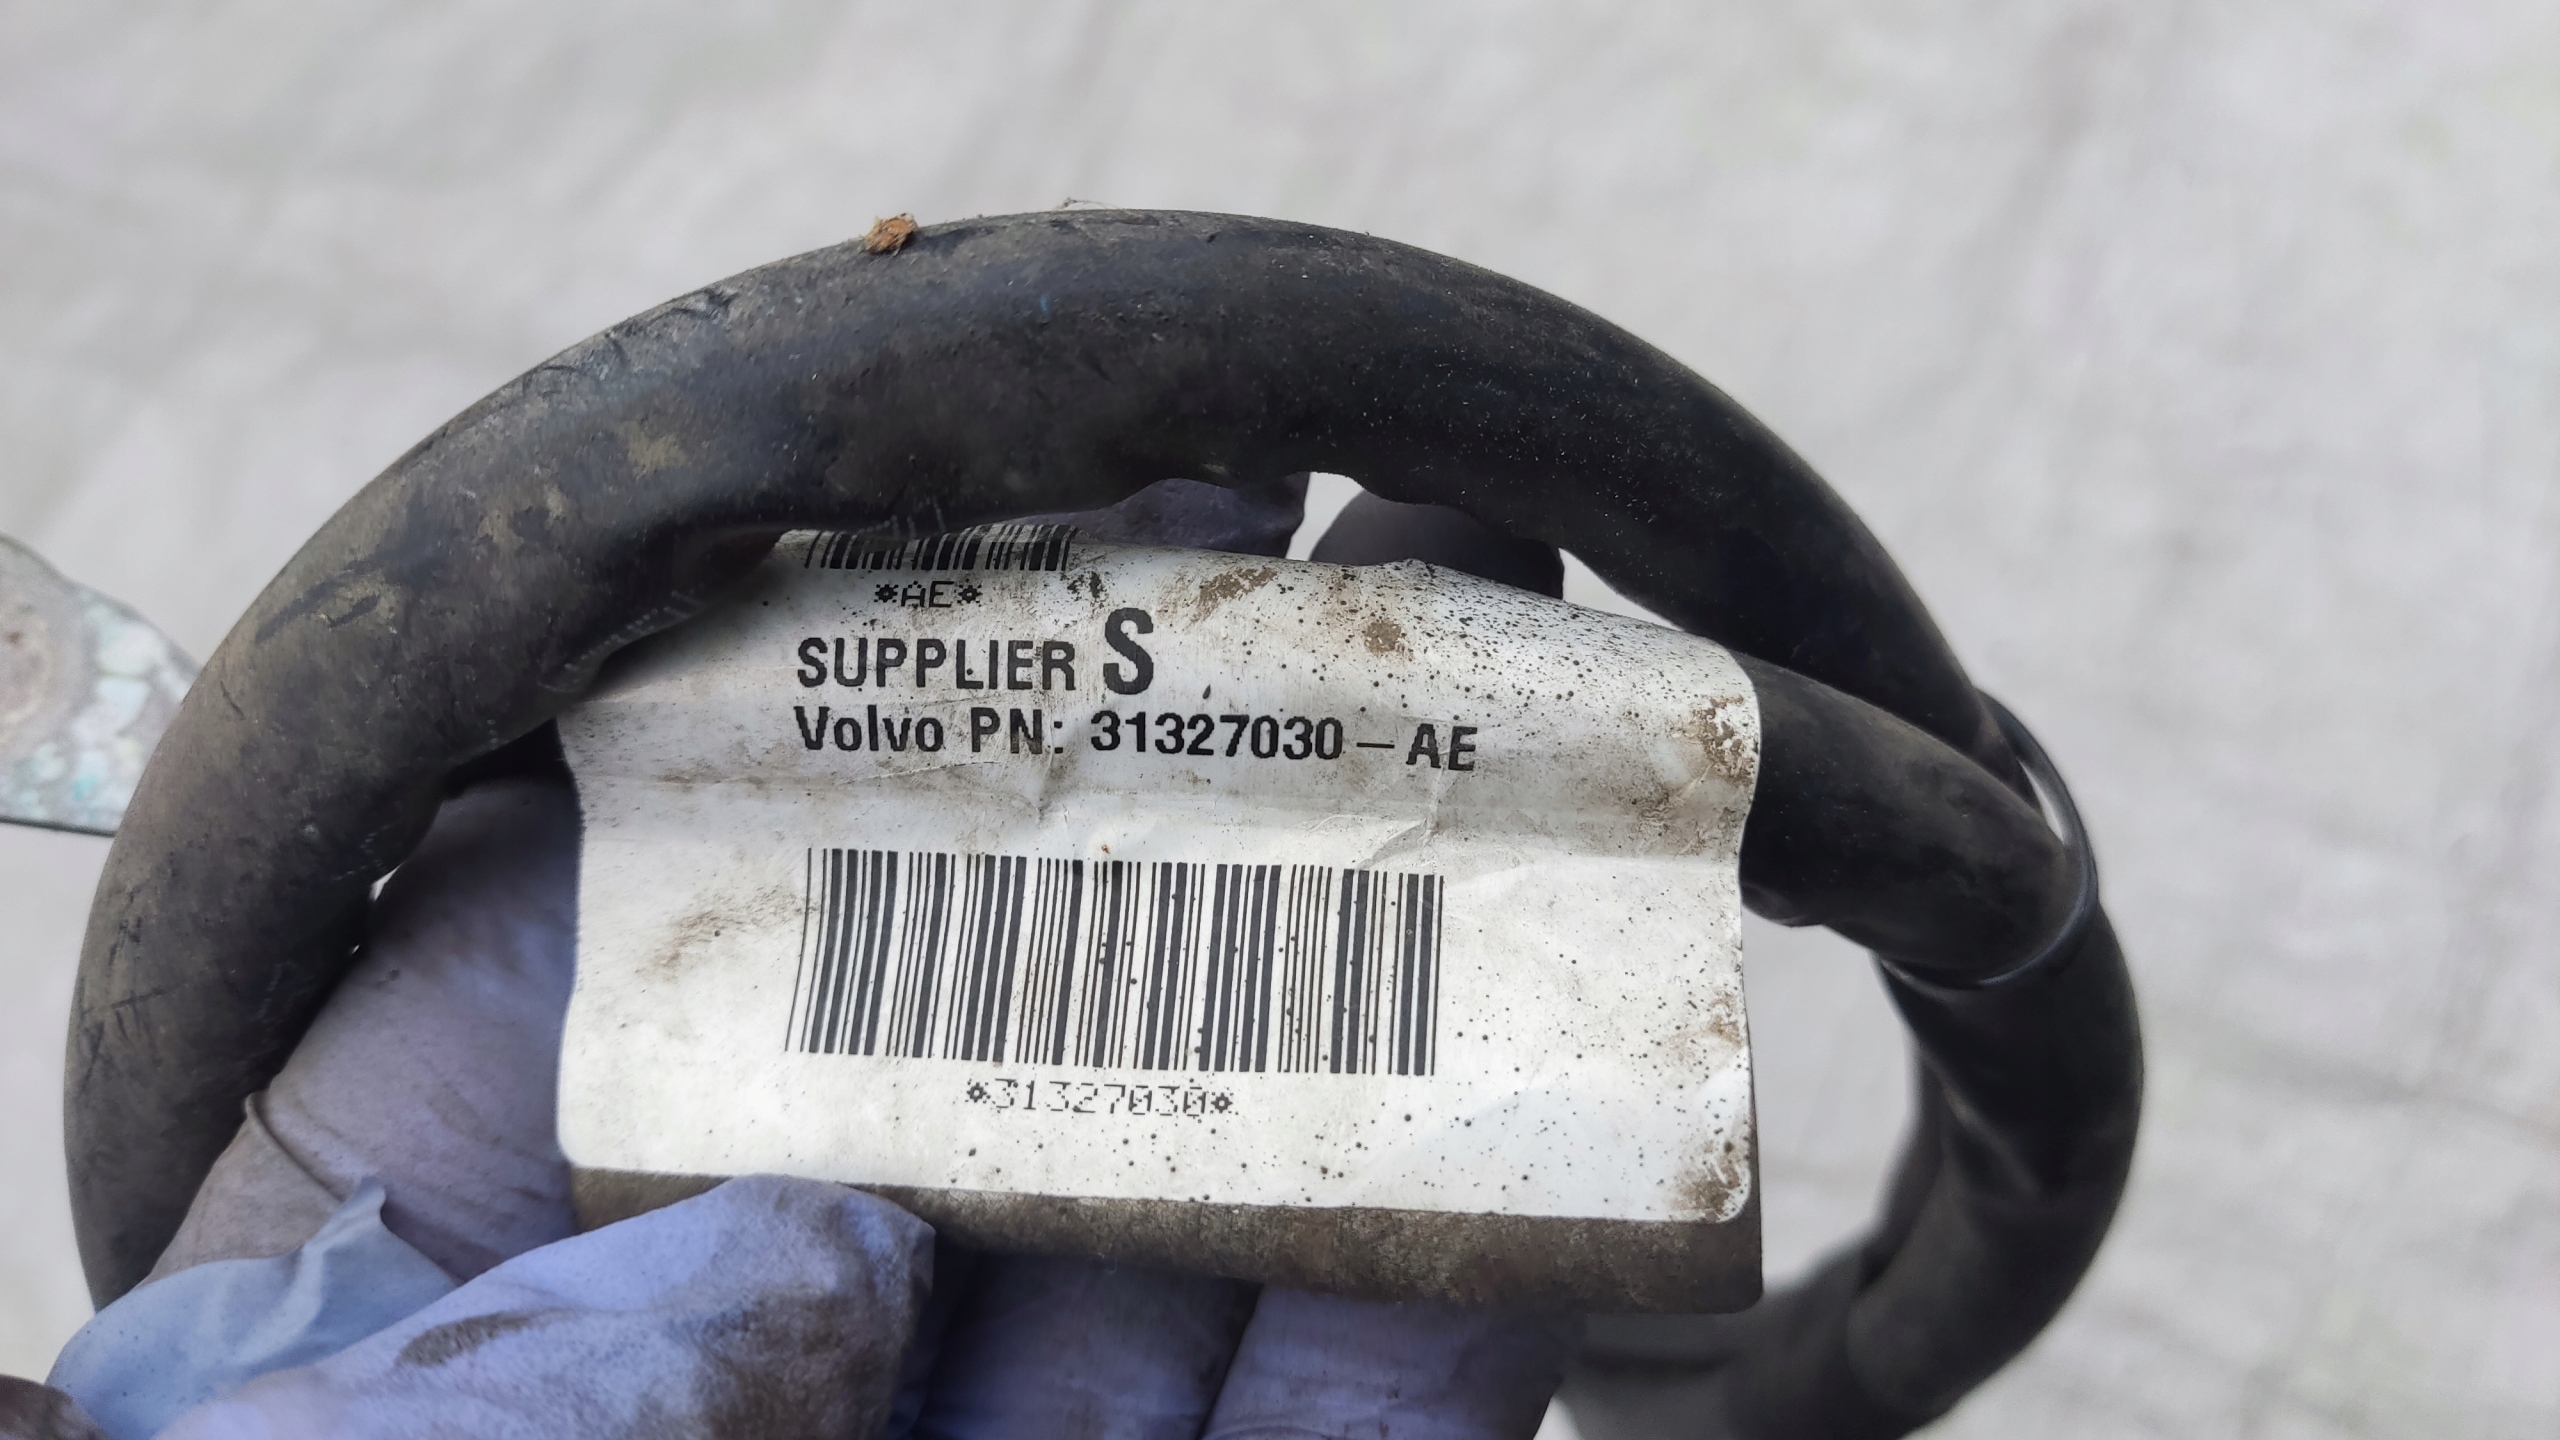 *AE*
SUPPLIER S
Volvo PN: 31327030-AE
*31327030*